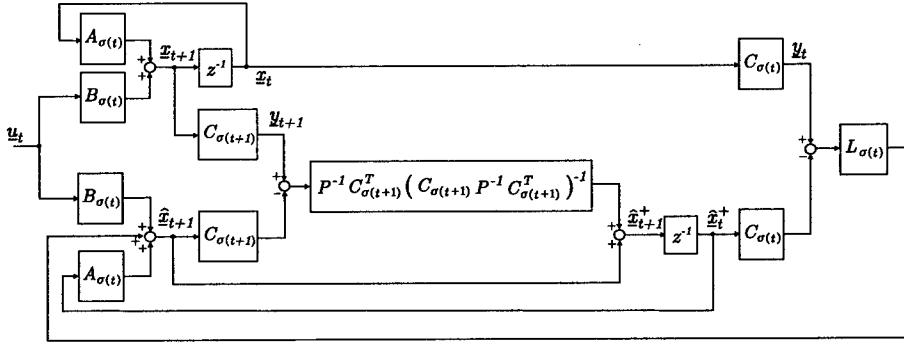 A_{σ(t)}
+
+
x_{t+1}
z^{-1}
x_t
C_{σ(t)}
y_t
B_{σ(t)}
u_t
C_{σ(t+1)}
y_{t+1}
+
−
L_{σ(t)}
+
−
P^{-1} C^T_{σ(t+1)} ( C_{σ(t+1)} P^{-1} C^T_{σ(t+1)} )^{-1}
B_{σ(t)}
+
+
+
x̂_{t+1}
C_{σ(t+1)}
+
+
x̂^+_{t+1}
z^{-1}
x̂^+_t
C_{σ(t)}
A_{σ(t)}